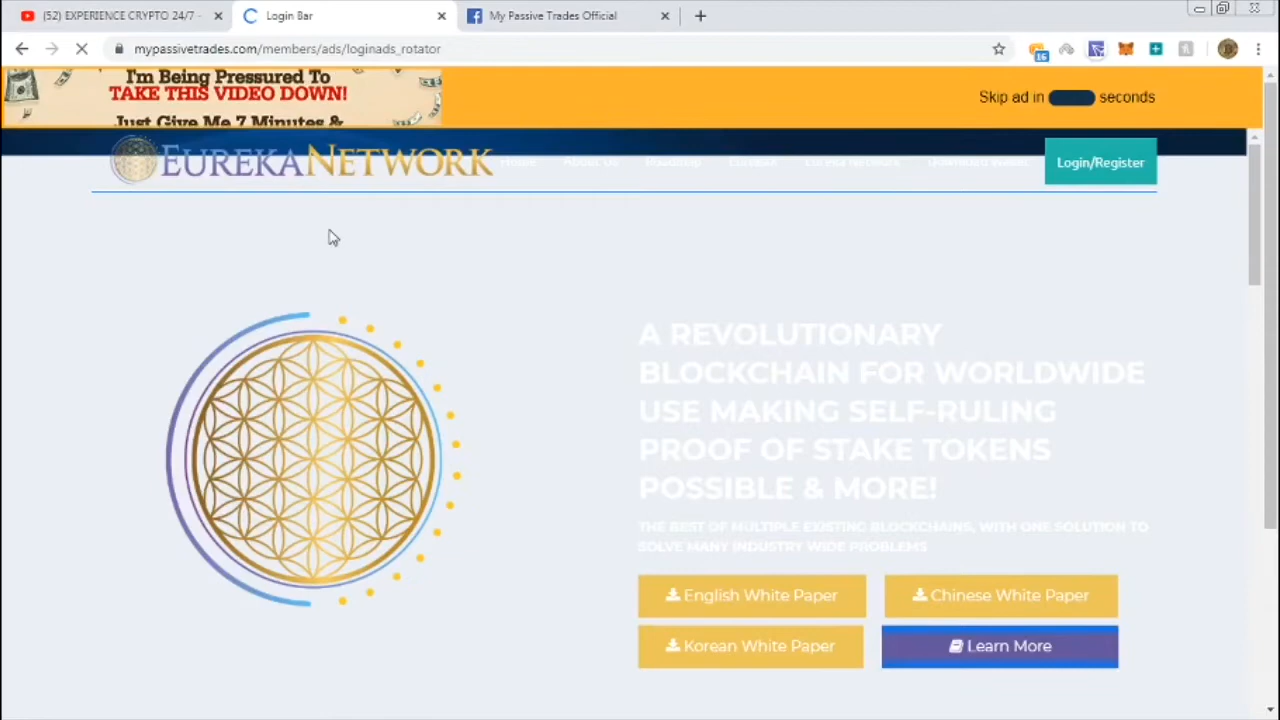 (52) EXPERIENCE CRYPTO 24/7 -
Login Bar
My Passive Trades Official
mypassivetrades.com/members/ads/loginads_rotator
16
I'm Being Pressured To
TAKE THIS VIDEO DOWN!
Just Give Me 7 Minutes &
Skip ad in
seconds
EUREKANETWORK
Home
About Us
Roadmap
Eureka Network
Download Wallet
Login/Register
A REVOLUTIONARY
BLOCKCHAIN FOR WORLDWIDE
USE MAKING SELF-RULING
PROOF OF STAKE TOKENS
POSSIBLE & MORE!
THE BEST OF MULTIPLE EXISTING BLOCKCHAINS, WITH ONE SOLUTION TO
SOLVE MANY INDUSTRY WIDE PROBLEMS
English White Paper
Chinese White Paper
Korean White Paper
Learn More